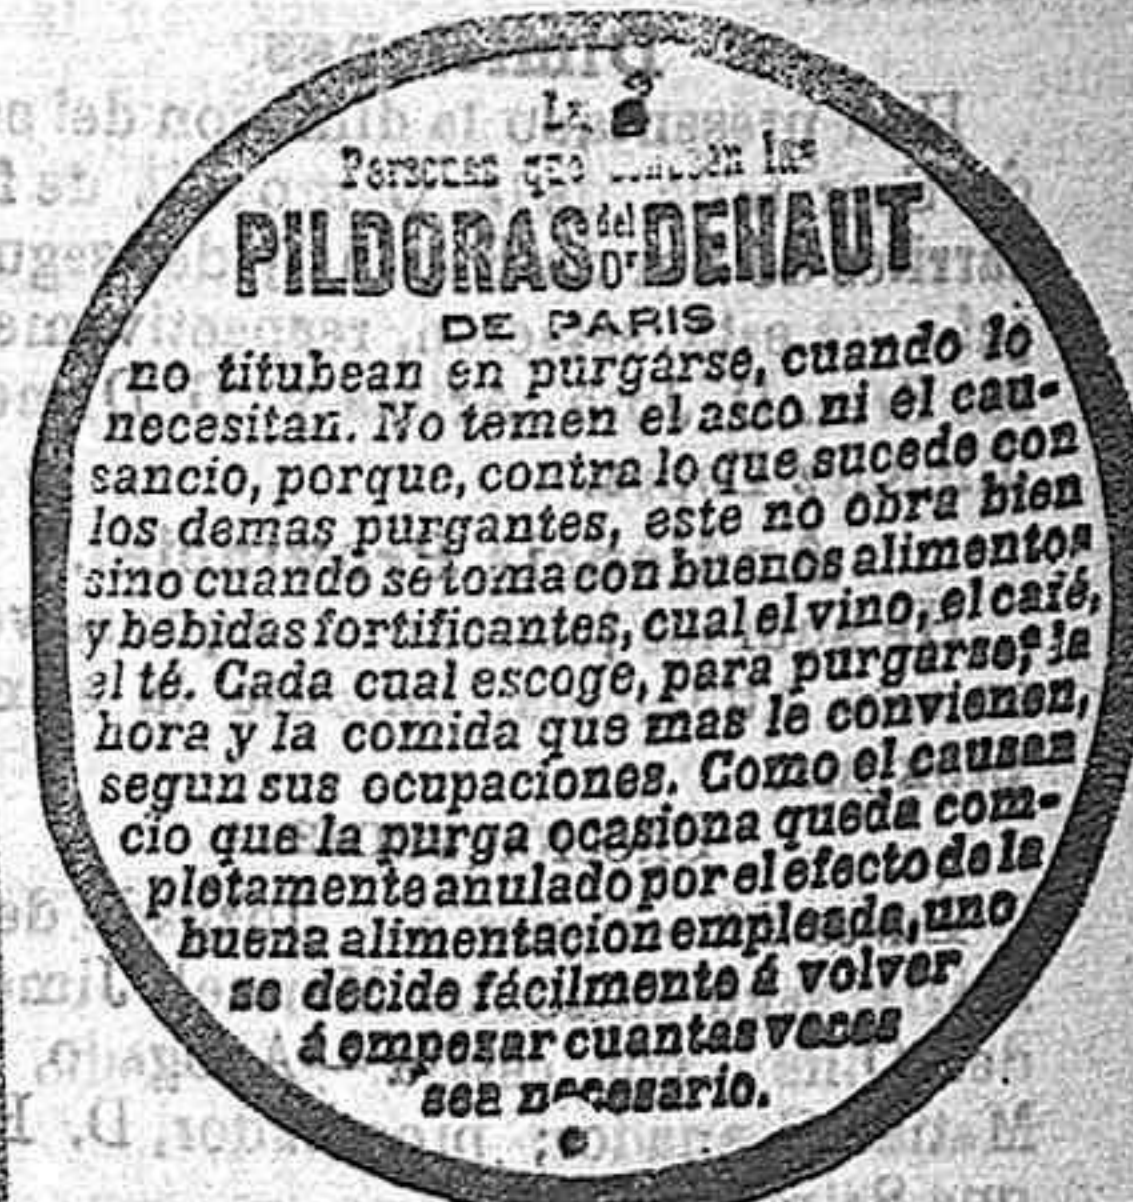 La
Personas que las
PILDORAS del Dr DEHAUT
DE PARIS
no titubean en purgarse, cuando lo
necesitan. No temen el asco ni el cau-
sancio, porque, contra lo que sucede con
los demas purgantes, este no obra bien
sino cuando se toma con buenos alimentos
y bebidas fortificantes, cual el vino, el café,
el té. Cada cual escoge, para purgarse, la
hora y la comida que mas le convienen,
segun sus ocupaciones. Como el causan
cio que la purga ocasiona queda com-
pletamente anulado por el efecto de la
buena alimentacion empleada, uno
se decide fácilmente á volver
á empezar cuantas veces
sea necesario.